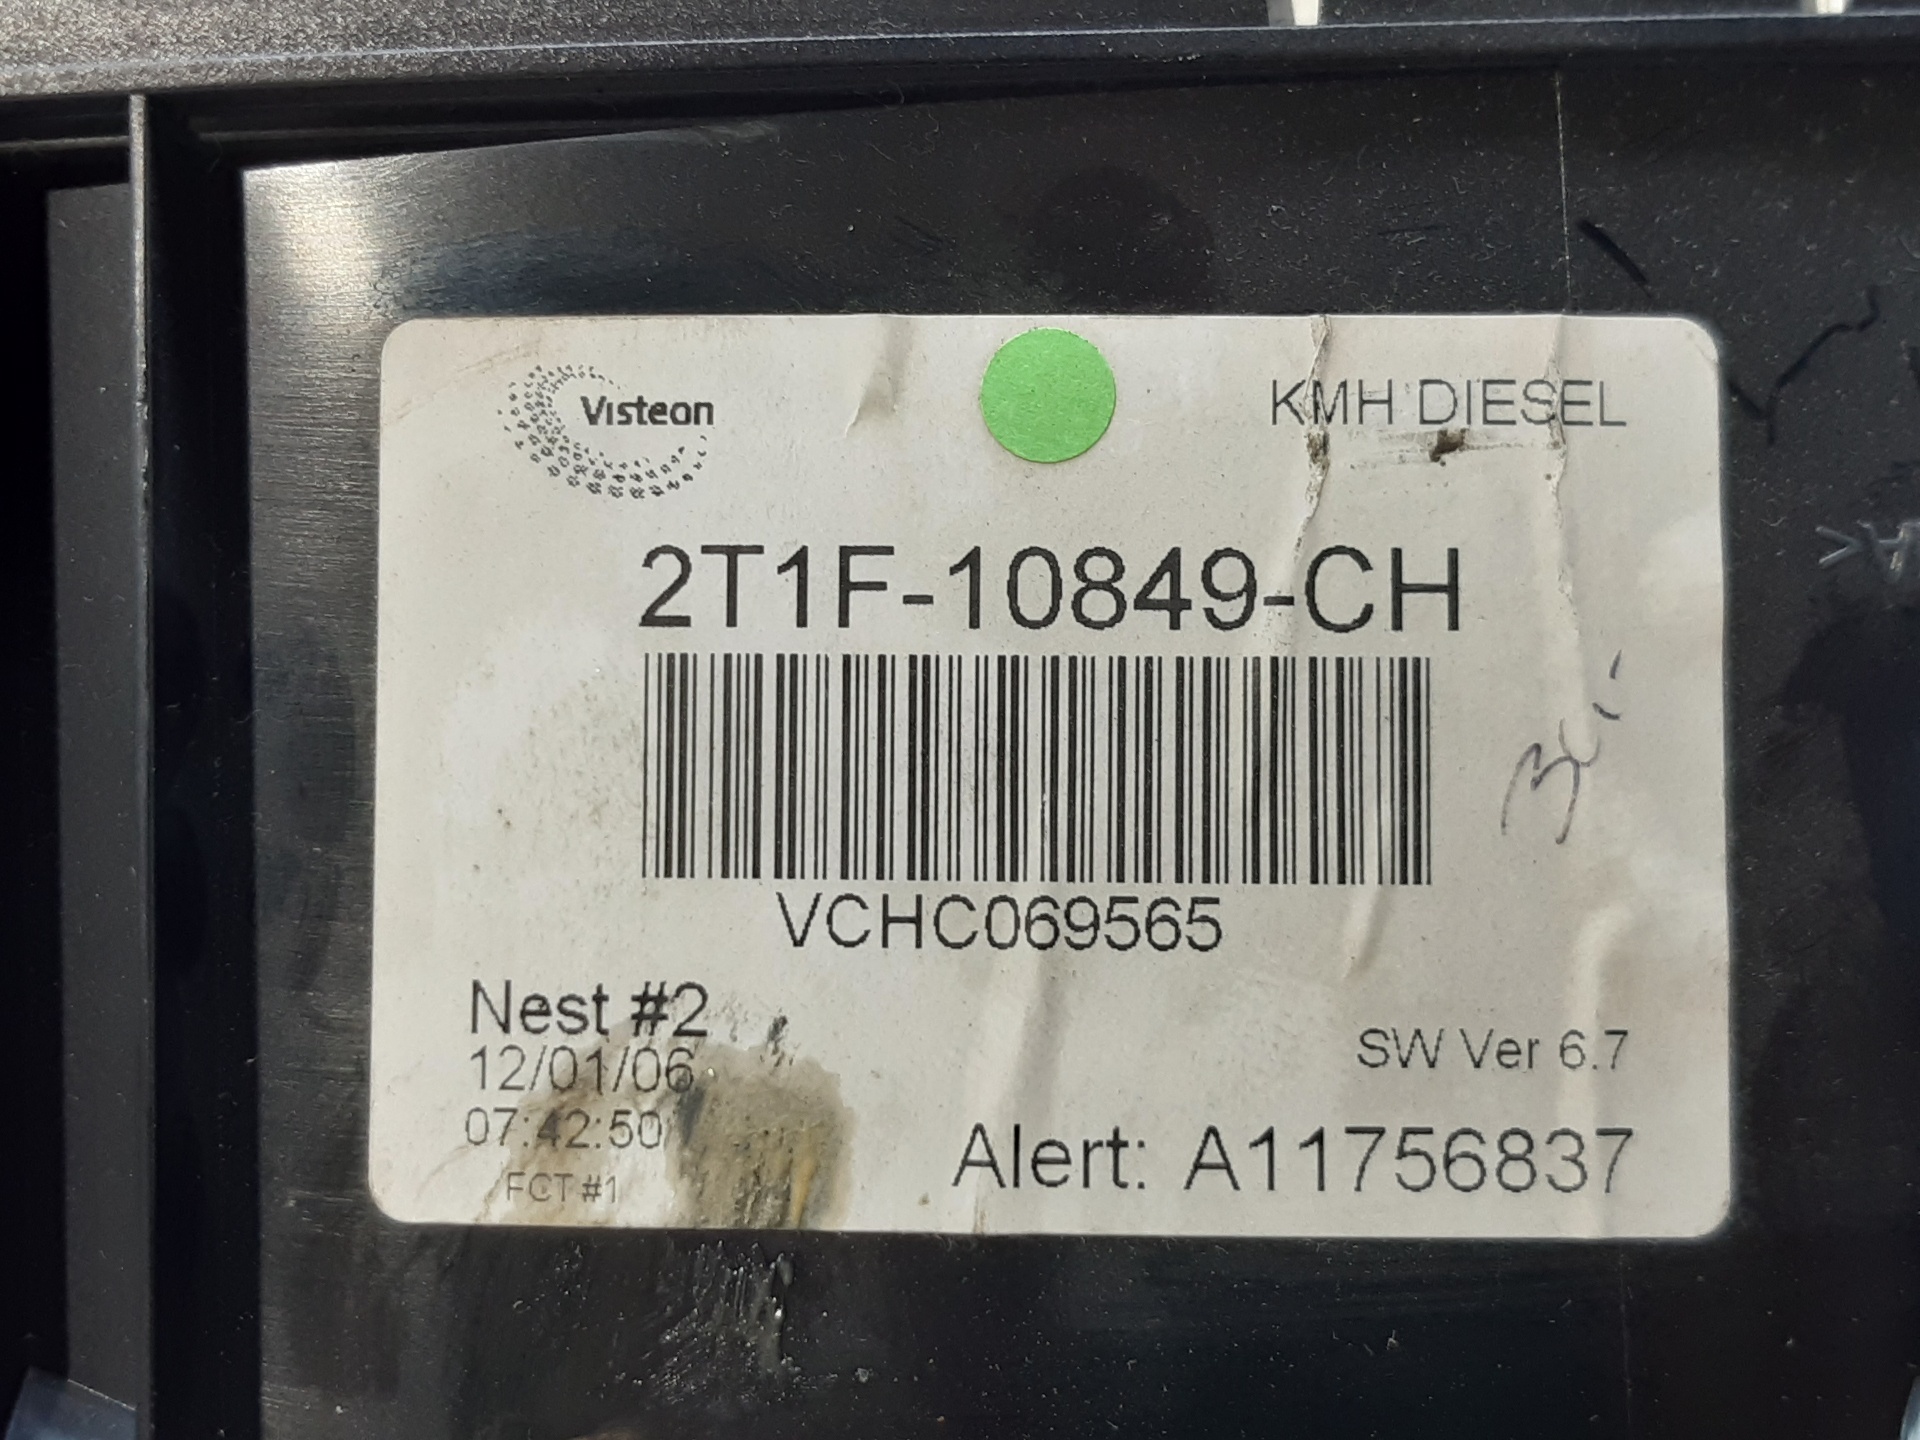 Visteon
KMH DIESEL
2T1F-10849-CH
VCHC069565
Nest #2
12/01/06
07:42:50
FCT #1
SW Ver 6.7
Alert: A11756837